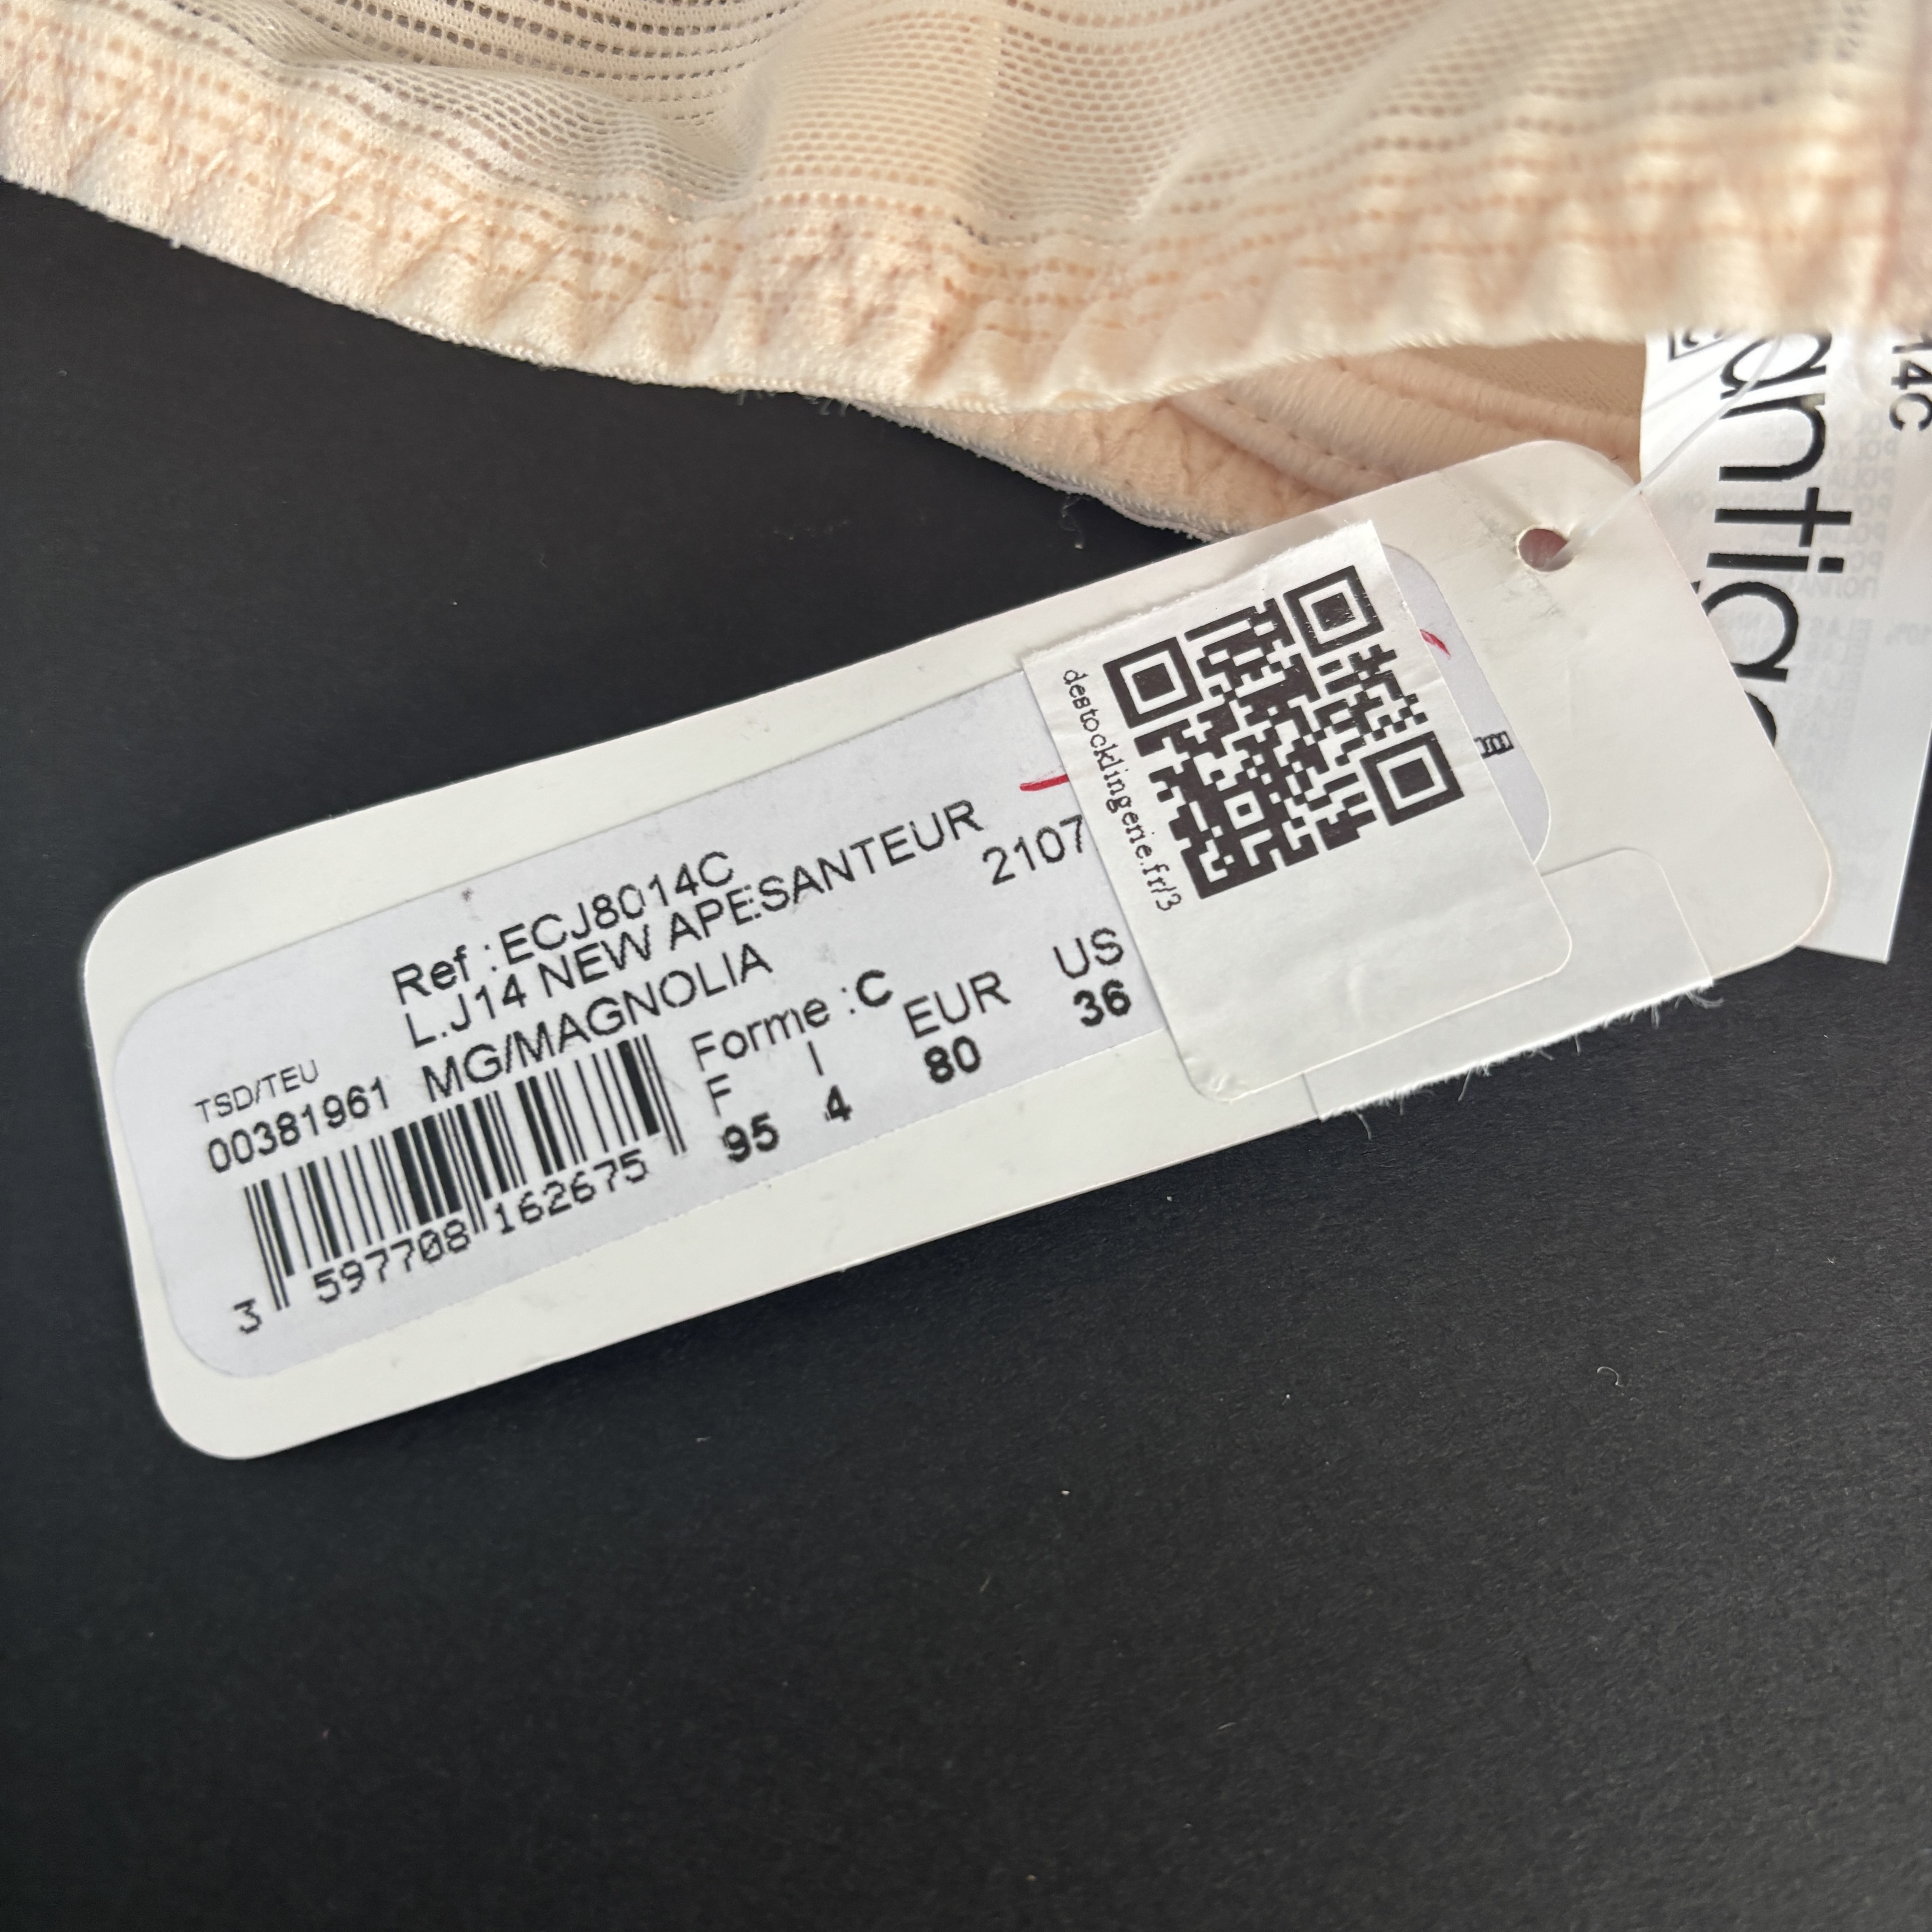 Ref :ECJ8014C
L.J14 NEW APESANTEUR
2107
TSD/TEU
00381961 MG/MAGNOLIA
Forme :C
F I EUR US
95 4 80 36
3 597708 162675
destocklingerie.fr/3
14C